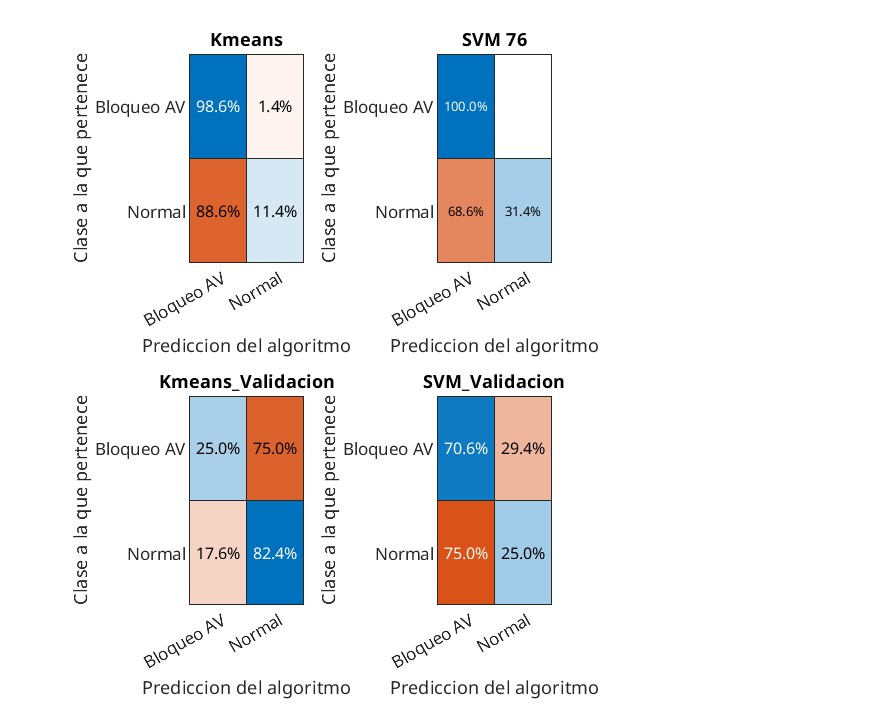 Kmeans
Clase a la que pertenece
Bloqueo AV 98.6% 1.4%
Normal 88.6% 11.4%
Bloqueo AV Normal
Prediccion del algoritmo
SVM 76
Clase a la que pertenece
Bloqueo AV 100.0%
Normal 68.6% 31.4%
Bloqueo AV Normal
Prediccion del algoritmo
Kmeans_Validacion
Clase a la que pertenece
Bloqueo AV 25.0% 75.0%
Normal 17.6% 82.4%
Bloqueo AV Normal
Prediccion del algoritmo
SVM_Validacion
Clase a la que pertenece
Bloqueo AV 70.6% 29.4%
Normal 75.0% 25.0%
Bloqueo AV Normal
Prediccion del algoritmo